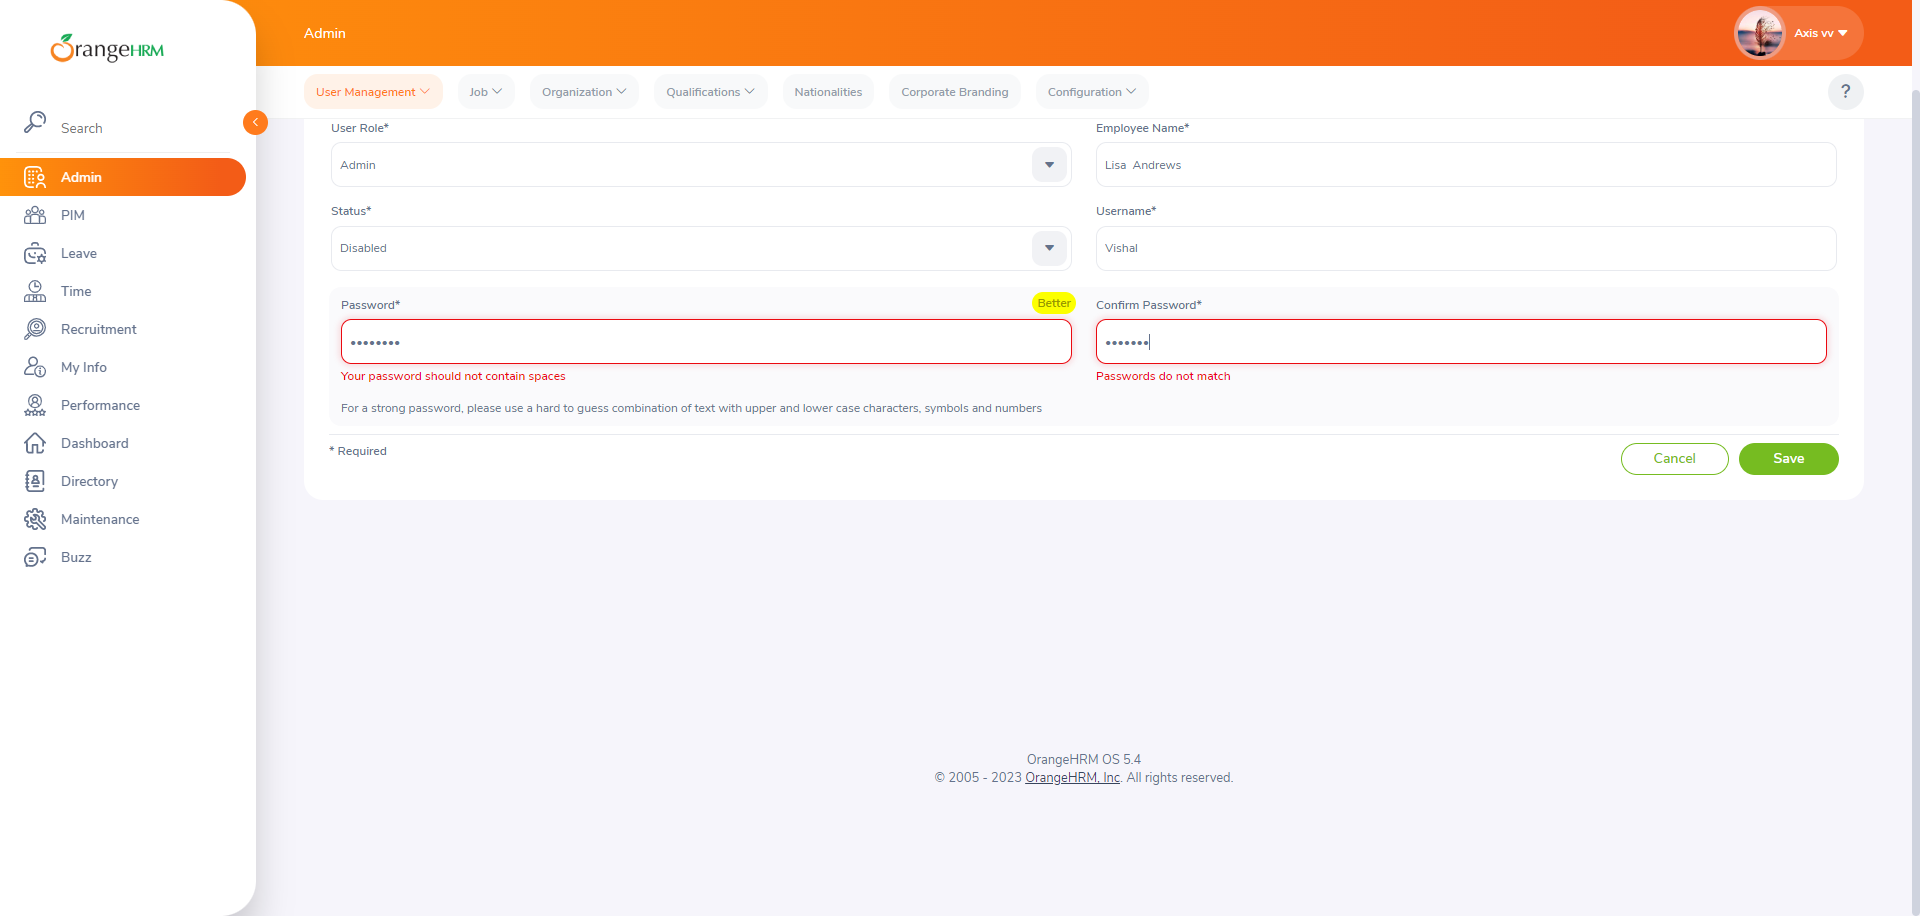 OrangeHRM
Admin
Axis vv
User Management
Job
Organization
Qualifications
Nationalities
Corporate Branding
Configuration
?
Search
Admin
PIM
Leave
Time
Recruitment
My Info
Performance
Dashboard
Directory
Maintenance
Buzz
User Role*
Employee Name*
Admin
Lisa  Andrews
Status*
Username*
Disabled
Vishal
Password*
Better
Confirm Password*
Your password should not contain spaces
Passwords do not match
For a strong password, please use a hard to guess combination of text with upper and lower case characters, symbols and numbers
* Required
Cancel
Save
OrangeHRM OS 5.4
© 2005 - 2023 OrangeHRM, Inc. All rights reserved.